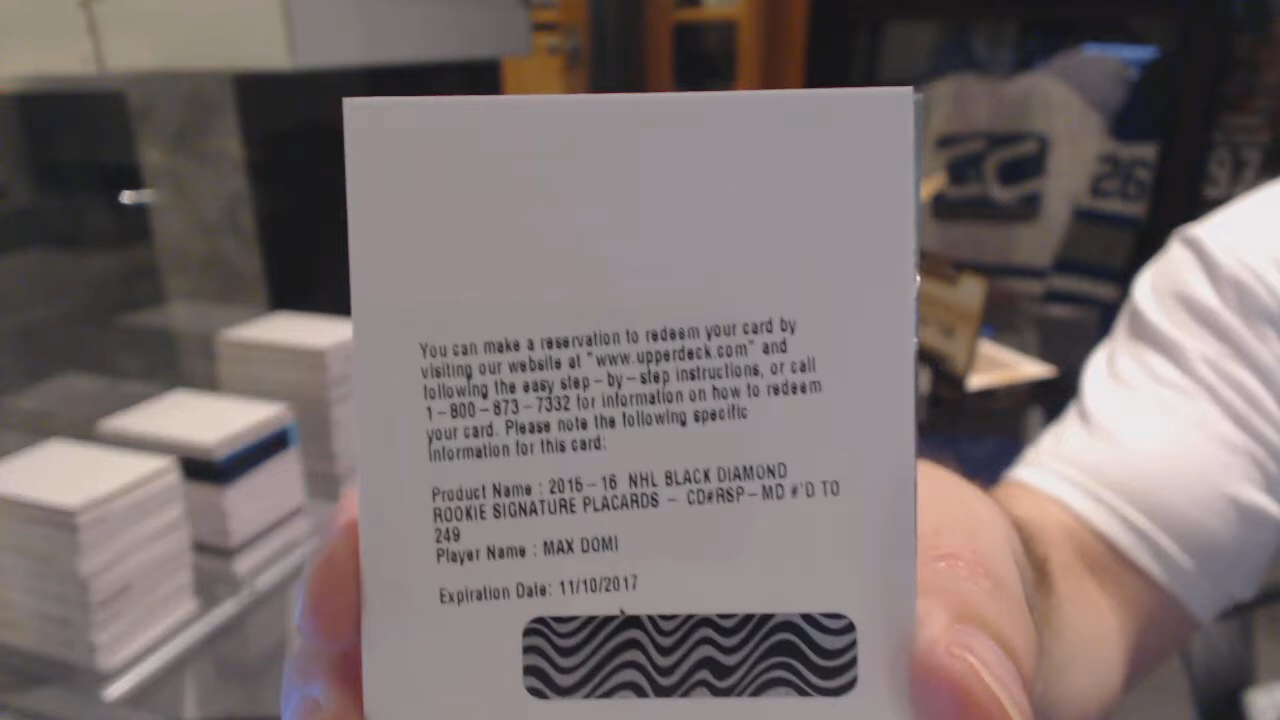 You can make a reservation to redeem your card by
visiting our website at "www.upperdeck.com" and
following the easy step-by-step instructions, or call
1-800-873-7332 for information on how to redeem
your card. Please note the following specific
information for this card:
Product Name : 2015-16 NHL BLACK DIAMOND
ROOKIE SIGNATURE PLACARDS - CD#RSP-MD #'D TO
249
Player Name : MAX DOMI
Expiration Date: 11/10/2017
26
97